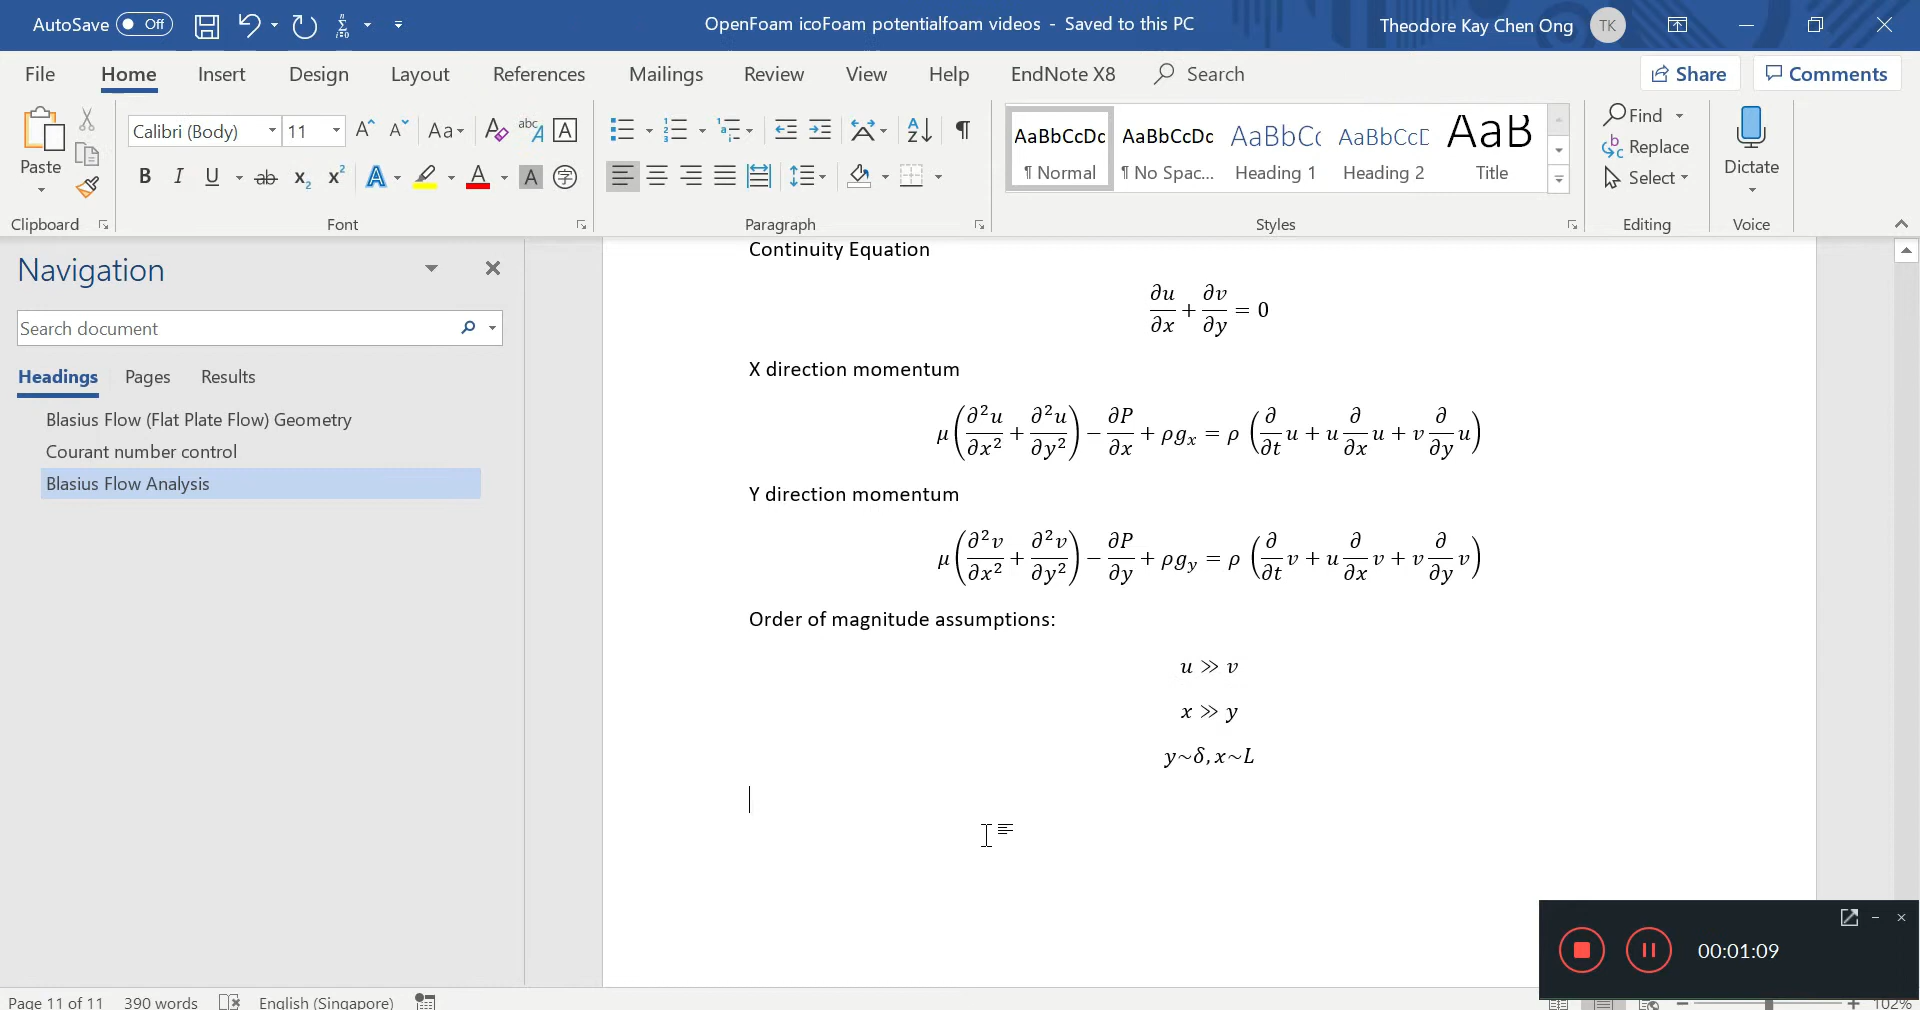 AutoSave Off
OpenFoam icoFoam potentialfoam videos - Saved to this PC
Theodore Kay Chen Ong TK
File Home Insert Design Layout References Mailings Review View Help EndNote X8 Search Share Comments
Paste
Calibri (Body) 11
AaBbCcDc AaBbCcDc AaBbCc AaBbCcD AaB
¶ Normal ¶ No Spac... Heading 1 Heading 2 Title
Find
Replace
Select
Dictate
Clipboard Font Paragraph Styles Editing Voice
Navigation
Search document
Headings Pages Results
Blasius Flow (Flat Plate Flow) Geometry
Courant number control
Blasius Flow Analysis
Continuity Equation
∂u/∂x + ∂v/∂y = 0
X direction momentum
μ(∂²u/∂x² + ∂²u/∂y²) − ∂P/∂x + ρgₓ = ρ (∂/∂t u + u ∂/∂x u + v ∂/∂y u)
Y direction momentum
μ(∂²v/∂x² + ∂²v/∂y²) − ∂P/∂y + ρg_y = ρ (∂/∂t v + u ∂/∂x v + v ∂/∂y v)
Order of magnitude assumptions:
u ≫ v
x ≫ y
y~δ, x~L
00:01:09
Page 11 of 11 390 words English (Singapore) 102%